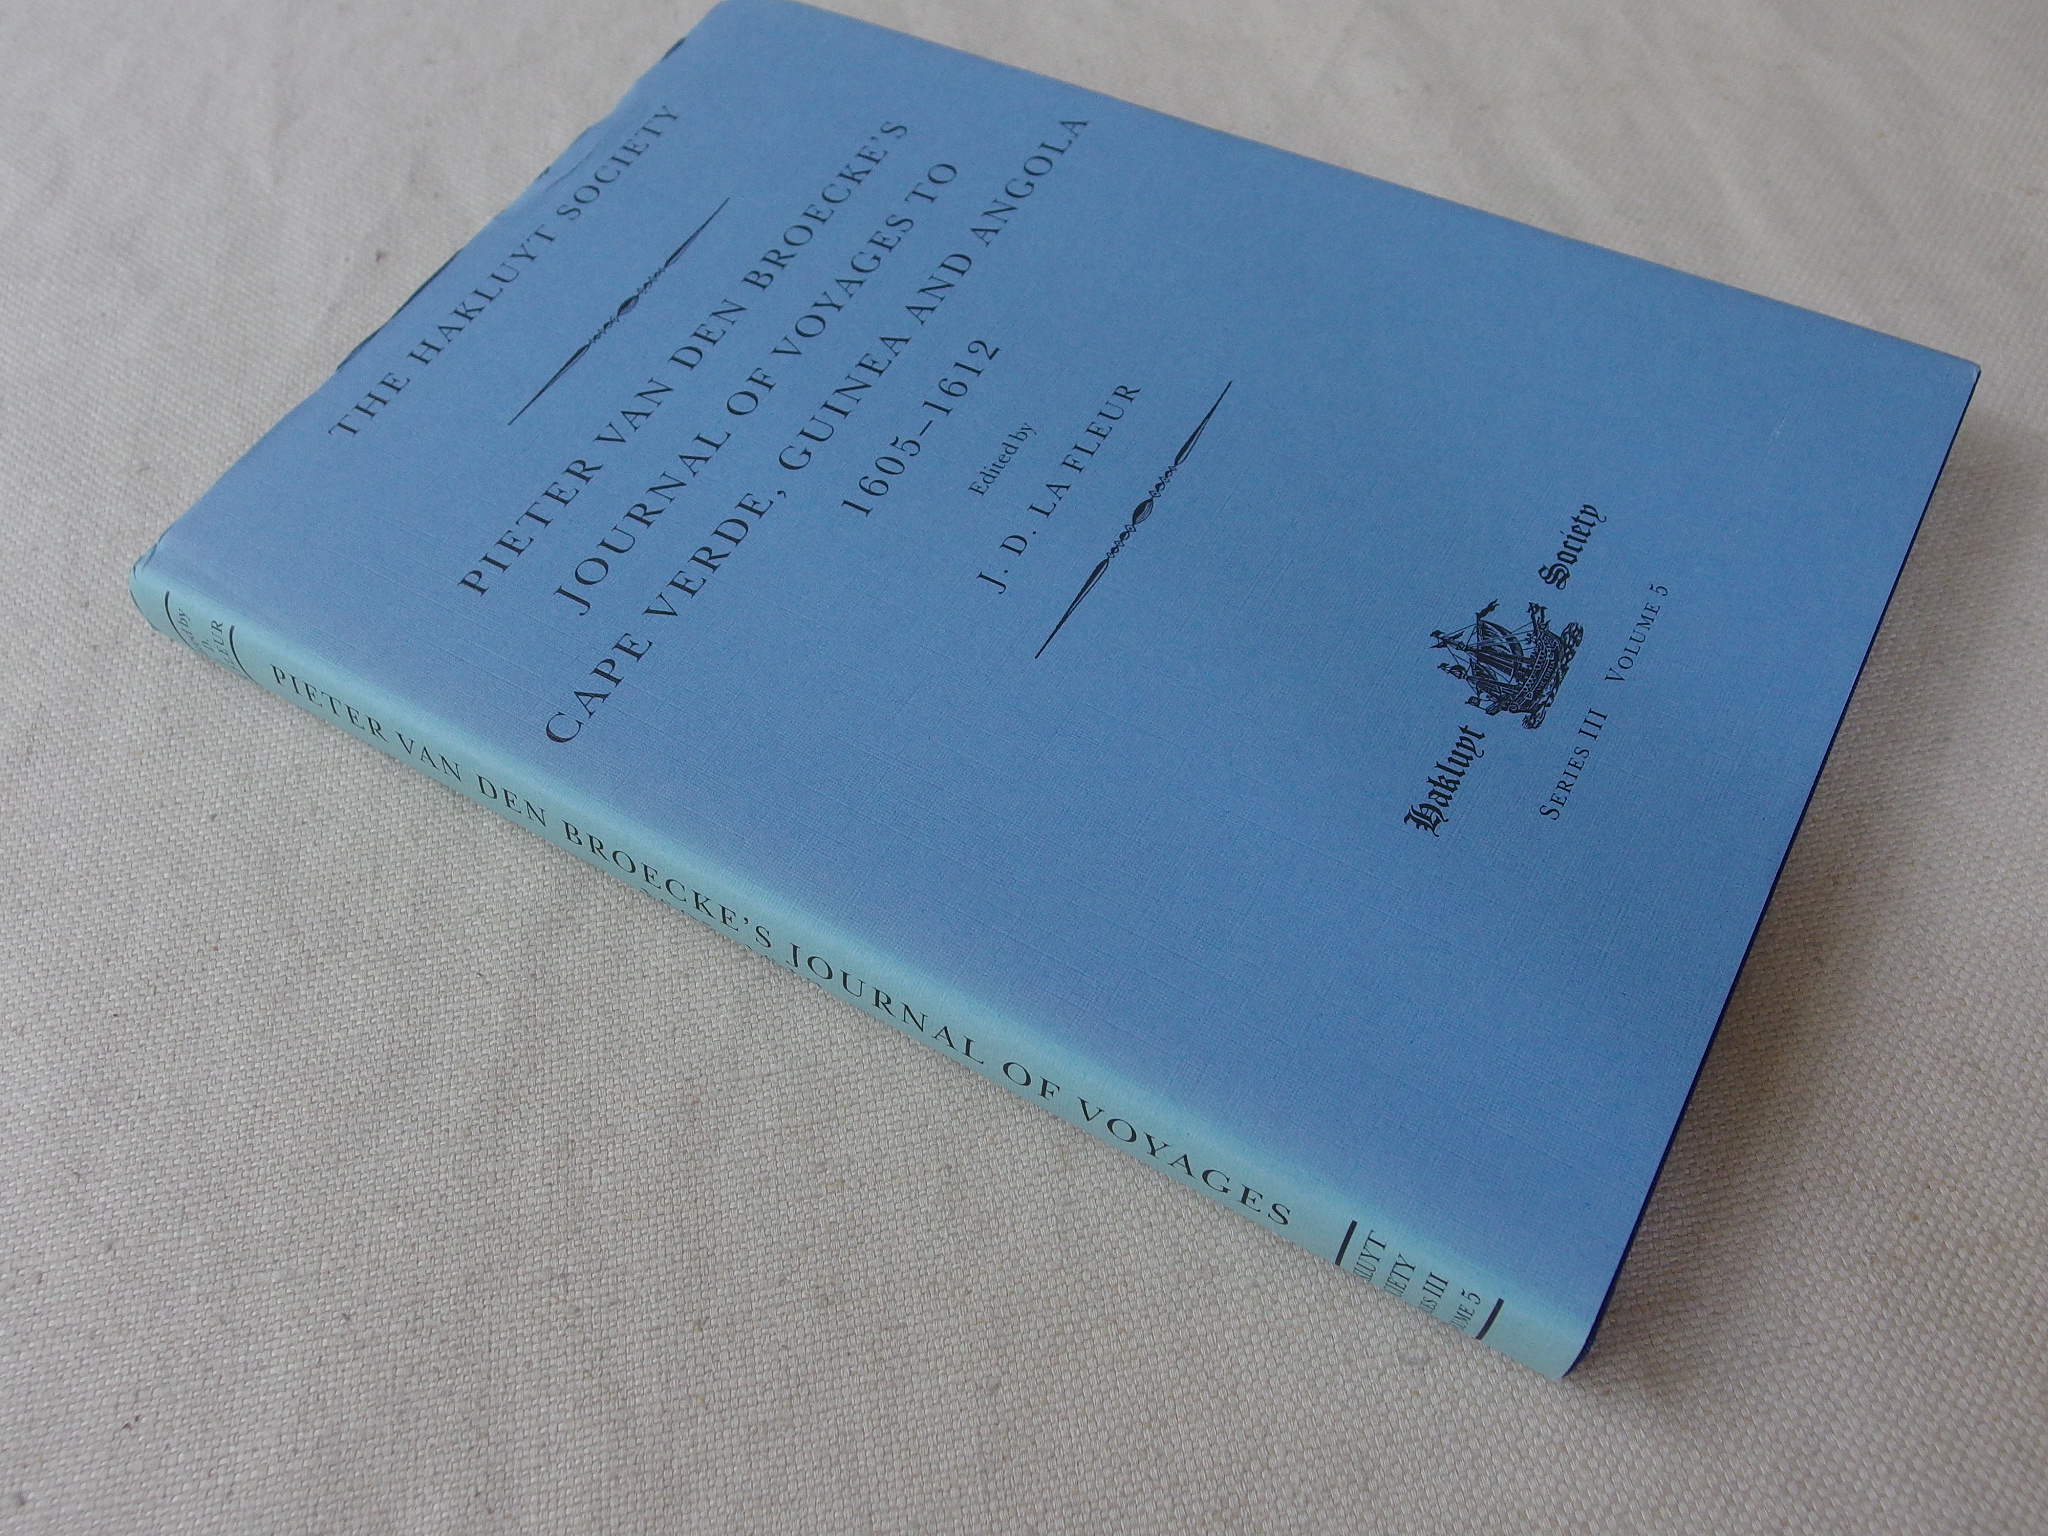 THE HAKLUYT SOCIETY
PIETER VAN DEN BROECKE'S
JOURNAL OF VOYAGES TO
CAPE VERDE, GUINEA AND ANGOLA
1605–1612
Edited by
J. D. LA FLEUR
Hakluyt Society
SERIES III VOLUME 5
PIETER VAN DEN BROECKE'S JOURNAL OF VOYAGES